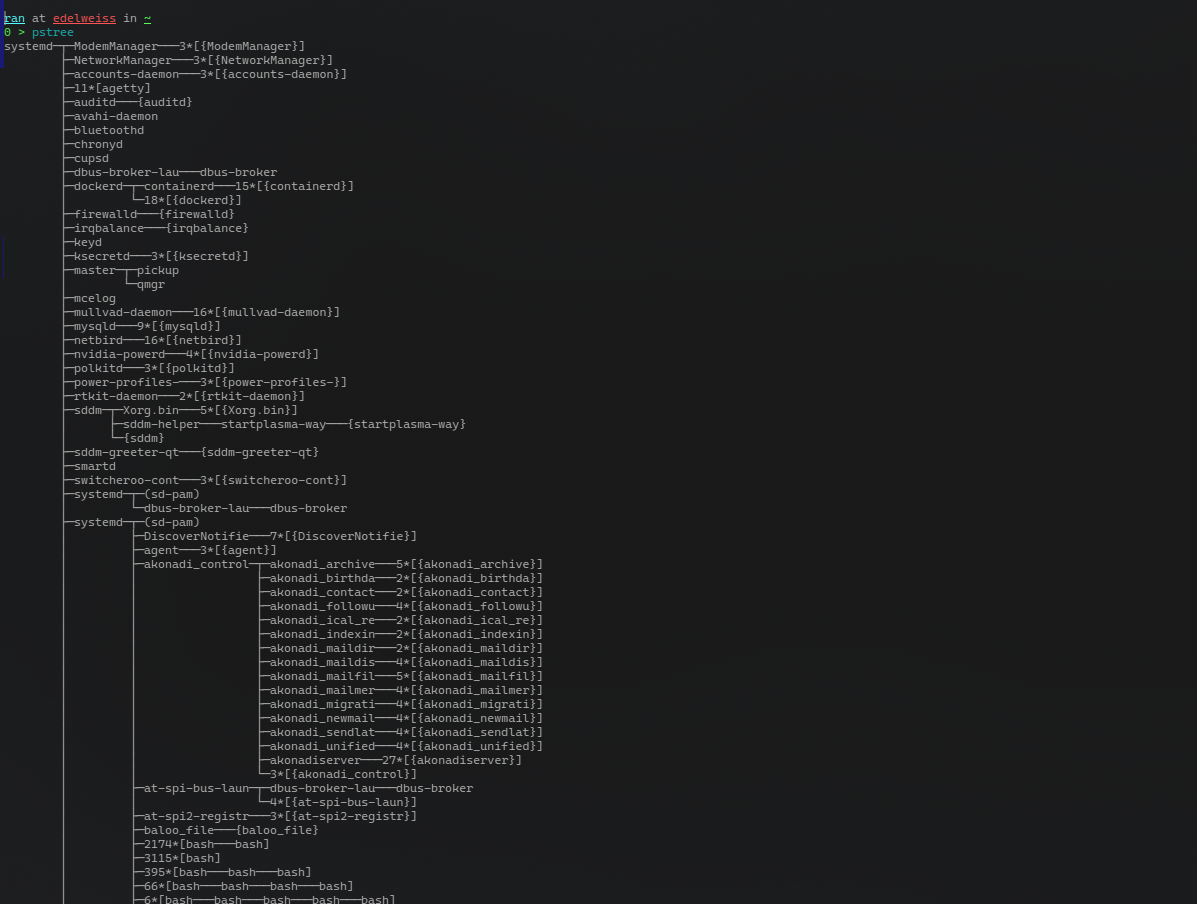 ran at edelweiss in ~
0 > pstree
systemd─┬─ModemManager───3*[{ModemManager}]
        ├─NetworkManager───3*[{NetworkManager}]
        ├─accounts-daemon───3*[{accounts-daemon}]
        ├─11*[agetty]
        ├─auditd───{auditd}
        ├─avahi-daemon
        ├─bluetoothd
        ├─chronyd
        ├─cupsd
        ├─dbus-broker-lau───dbus-broker
        ├─dockerd─┬─containerd───15*[{containerd}]
        │         └─18*[{dockerd}]
        ├─firewalld───{firewalld}
        ├─irqbalance───{irqbalance}
        ├─keyd
        ├─ksecretd───3*[{ksecretd}]
        ├─master─┬─pickup
        │        └─qmgr
        ├─mcelog
        ├─mullvad-daemon───16*[{mullvad-daemon}]
        ├─mysqld───9*[{mysqld}]
        ├─netbird───16*[{netbird}]
        ├─nvidia-powerd───4*[{nvidia-powerd}]
        ├─polkitd───3*[{polkitd}]
        ├─power-profiles-───3*[{power-profiles-}]
        ├─rtkit-daemon───2*[{rtkit-daemon}]
        ├─sddm─┬─Xorg.bin───5*[{Xorg.bin}]
        │      ├─sddm-helper───startplasma-way───{startplasma-way}
        │      └─{sddm}
        ├─sddm-greeter-qt───{sddm-greeter-qt}
        ├─smartd
        ├─switcheroo-cont───3*[{switcheroo-cont}]
        ├─systemd─┬─(sd-pam)
        │         └─dbus-broker-lau───dbus-broker
        ├─systemd─┬─(sd-pam)
        │         ├─DiscoverNotifie───7*[{DiscoverNotifie}]
        │         ├─agent───3*[{agent}]
        │         ├─akonadi_control─┬─akonadi_archive───5*[{akonadi_archive}]
        │         │                 ├─akonadi_birthda───2*[{akonadi_birthda}]
        │         │                 ├─akonadi_contact───2*[{akonadi_contact}]
        │         │                 ├─akonadi_followu───4*[{akonadi_followu}]
        │         │                 ├─akonadi_ical_re───2*[{akonadi_ical_re}]
        │         │                 ├─akonadi_indexin───2*[{akonadi_indexin}]
        │         │                 ├─akonadi_maildir───2*[{akonadi_maildir}]
        │         │                 ├─akonadi_maildis───4*[{akonadi_maildis}]
        │         │                 ├─akonadi_mailfil───5*[{akonadi_mailfil}]
        │         │                 ├─akonadi_mailmer───4*[{akonadi_mailmer}]
        │         │                 ├─akonadi_migrati───4*[{akonadi_migrati}]
        │         │                 ├─akonadi_newmail───4*[{akonadi_newmail}]
        │         │                 ├─akonadi_sendlat───4*[{akonadi_sendlat}]
        │         │                 ├─akonadi_unified───4*[{akonadi_unified}]
        │         │                 ├─akonadiserver───27*[{akonadiserver}]
        │         │                 └─3*[{akonadi_control}]
        │         ├─at-spi-bus-laun─┬─dbus-broker-lau───dbus-broker
        │         │                 └─4*[{at-spi-bus-laun}]
        │         ├─at-spi2-registr───3*[{at-spi2-registr}]
        │         ├─baloo_file───{baloo_file}
        │         ├─2174*[bash───bash]
        │         ├─3115*[bash]
        │         ├─395*[bash───bash───bash]
        │         ├─66*[bash───bash───bash───bash]
        │         ├─6*[bash───bash───bash───bash───bash]